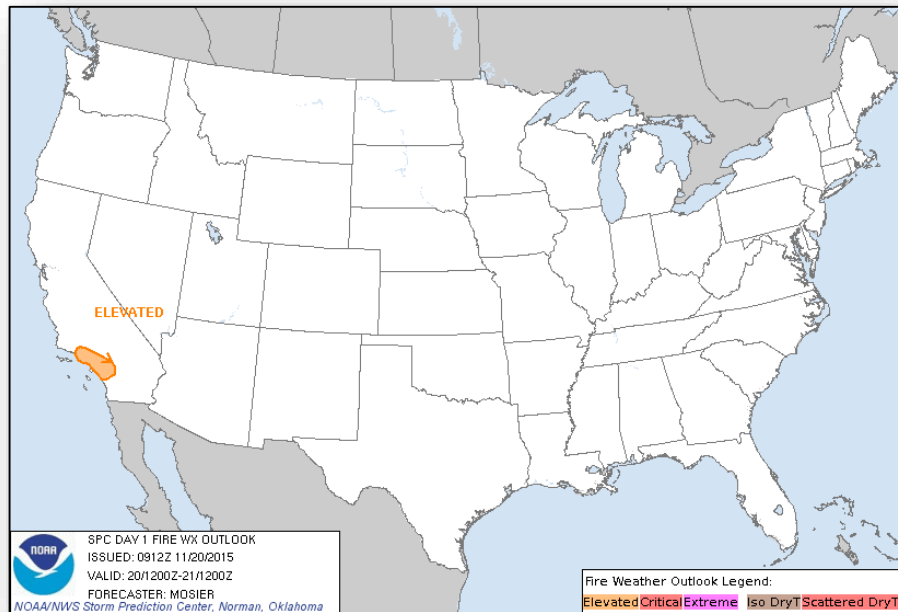 ELEVATED
NOAA
SPC DAY 1 FIRE WX OUTLOOK
ISSUED: 0912Z 11/20/2015
VALID: 20/1200Z-21/1200Z
FORECASTER: MOSIER
NOAA/NWS Storm Prediction Center, Norman, Oklahoma
Fire Weather Outlook Legend:
Elevated Critical Extreme Iso DryT Scattered DryT